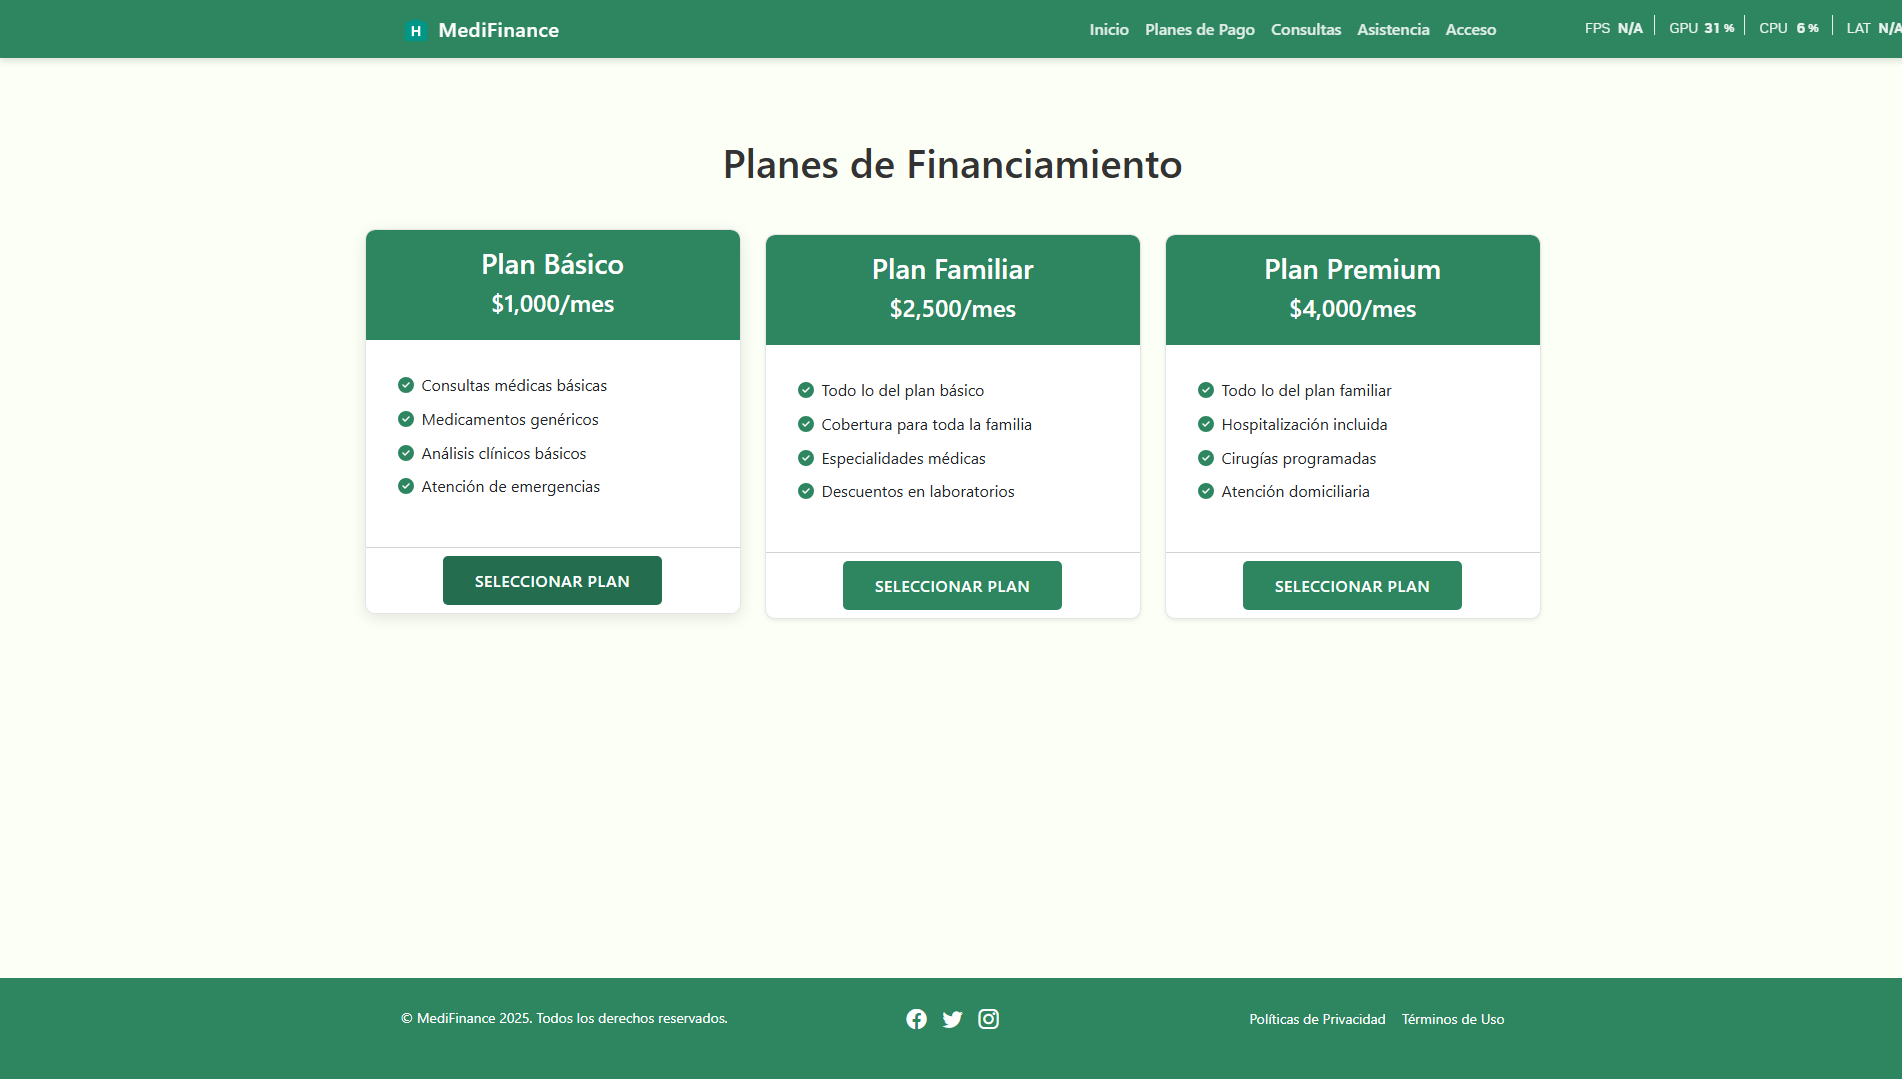 H MediFinance
Inicio Planes de Pago Consultas Asistencia Acceso
FPS N/A GPU 31 % CPU 6 % LAT N/A
Planes de Financiamiento
Plan Básico
$1,000/mes
Consultas médicas básicas
Medicamentos genéricos
Análisis clínicos básicos
Atención de emergencias
SELECCIONAR PLAN
Plan Familiar
$2,500/mes
Todo lo del plan básico
Cobertura para toda la familia
Especialidades médicas
Descuentos en laboratorios
SELECCIONAR PLAN
Plan Premium
$4,000/mes
Todo lo del plan familiar
Hospitalización incluida
Cirugías programadas
Atención domiciliaria
SELECCIONAR PLAN
© MediFinance 2025. Todos los derechos reservados.
Políticas de Privacidad Términos de Uso